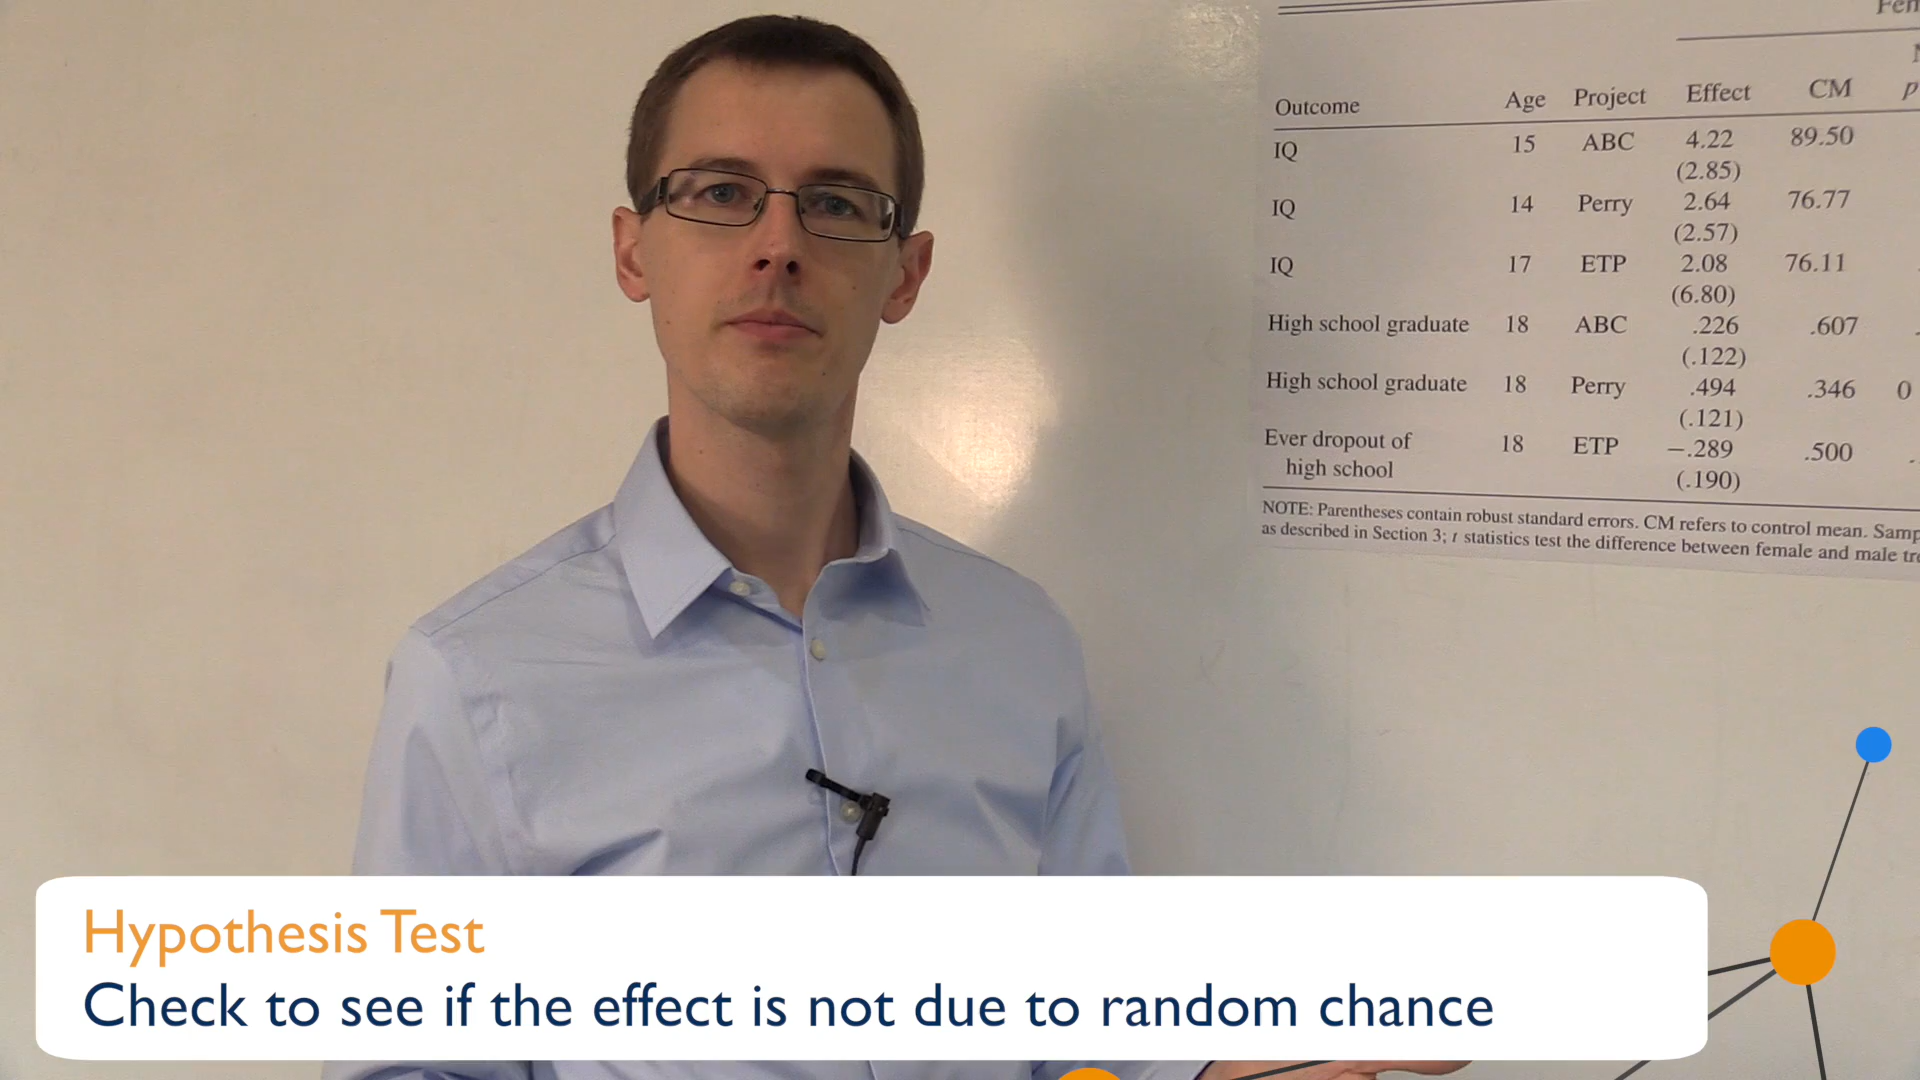 Outcome Age Project Effect CM p
IQ 15 ABC 4.22 89.50
(2.85)
IQ 14 Perry 2.64 76.77
(2.57)
IQ 17 ETP 2.08 76.11
(6.80)
High school graduate 18 ABC .226 .607
(.122)
High school graduate 18 Perry .494 .346 0
(.121)
Ever dropout of 18 ETP −.289 .500
high school
(.190)
NOTE: Parentheses contain robust standard errors. CM refers to control mean.
as described in Section 3; t statistics test the difference between female and male
Hypothesis Test
Check to see if the effect is not due to random chance